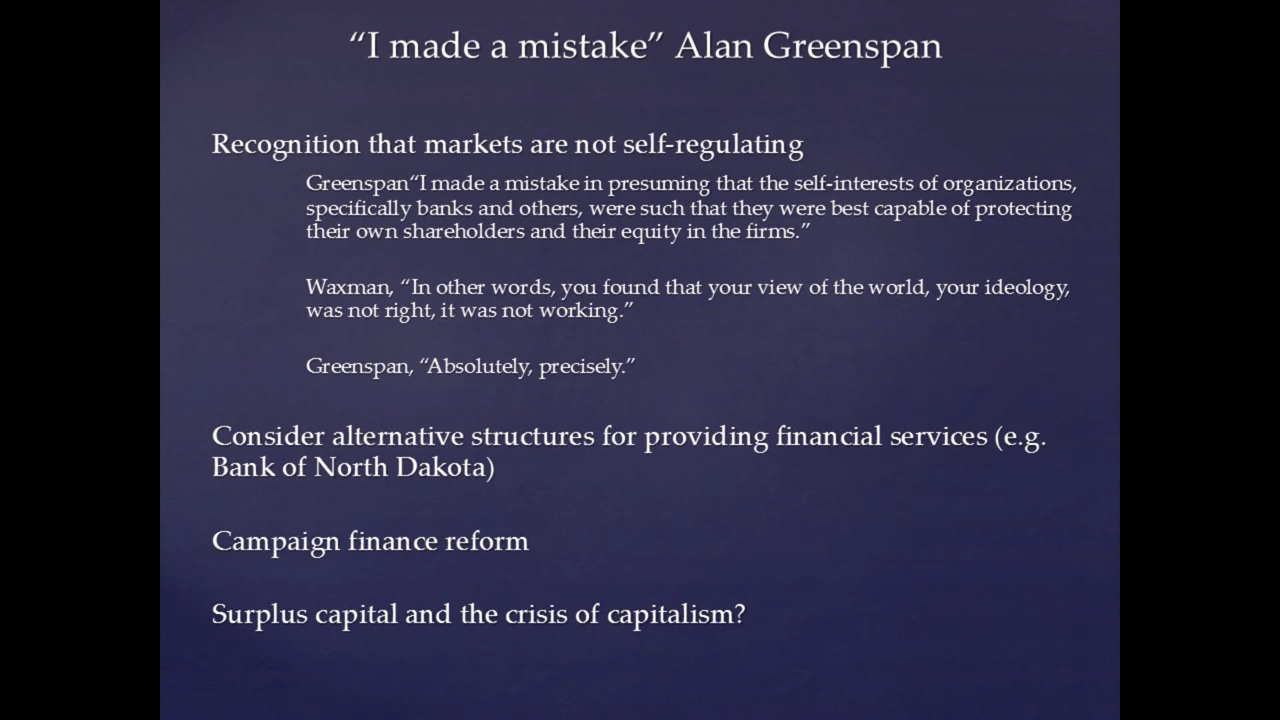 “I made a mistake” Alan Greenspan
Recognition that markets are not self-regulating
Greenspan“I made a mistake in presuming that the self-interests of organizations,
specifically banks and others, were such that they were best capable of protecting
their own shareholders and their equity in the firms.”
Waxman, “In other words, you found that your view of the world, your ideology,
was not right, it was not working.”
Greenspan, “Absolutely, precisely.”
Consider alternative structures for providing financial services (e.g.
Bank of North Dakota)
Campaign finance reform
Surplus capital and the crisis of capitalism?